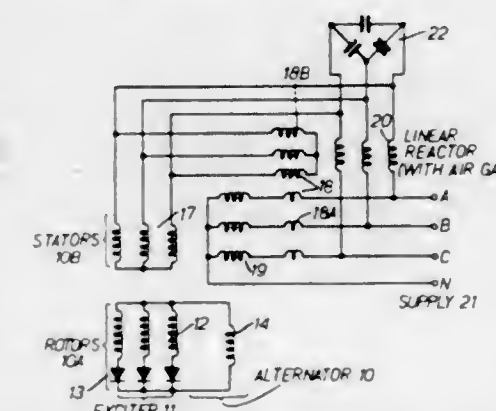 22
18B
20
LINEAR
REACTOR
(WITH AIR GA
18
A
17
18A
B
STATORS
10B
C
19
N
SUPPLY 21
12
14
ROTORS
10A
13
ALTERNATOR 10
EXCITER 11